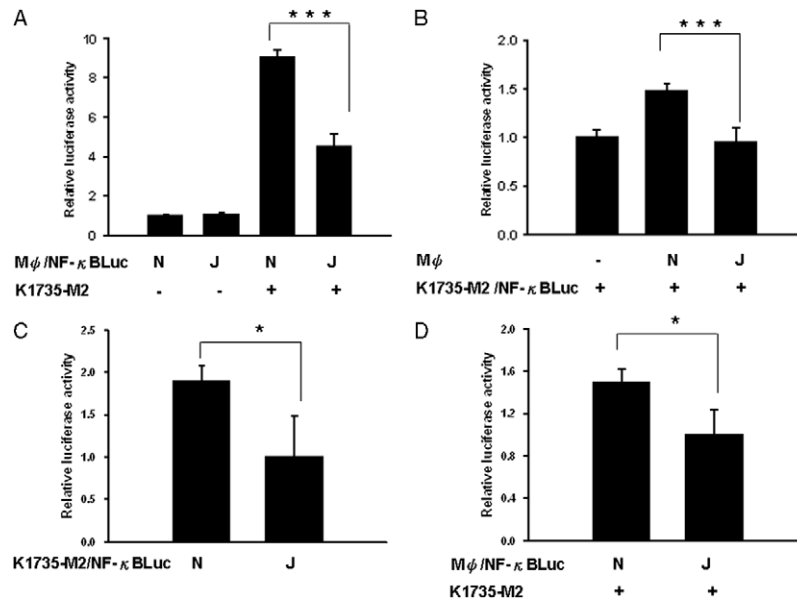 A
* * *
10
8
6
4
2
0
Relative luciferase activity
Mφ/NF-κBLuc N J N J
K1735-M2 - - + +
B
* * *
2.0
1.5
1.0
0.5
0.0
Relative luciferase activity
Mφ - N J
K1735-M2 /NF-κBLuc + + +
C
*
2.5
2.0
1.5
1.0
0.5
0.0
Relative luciferase activity
K1735-M2/NF-κBLuc N J
D
*
2.0
1.6
1.2
0.8
0.4
0.0
Relative luciferase activity
Mφ/NF-κBLuc N J
K1735-M2 + +